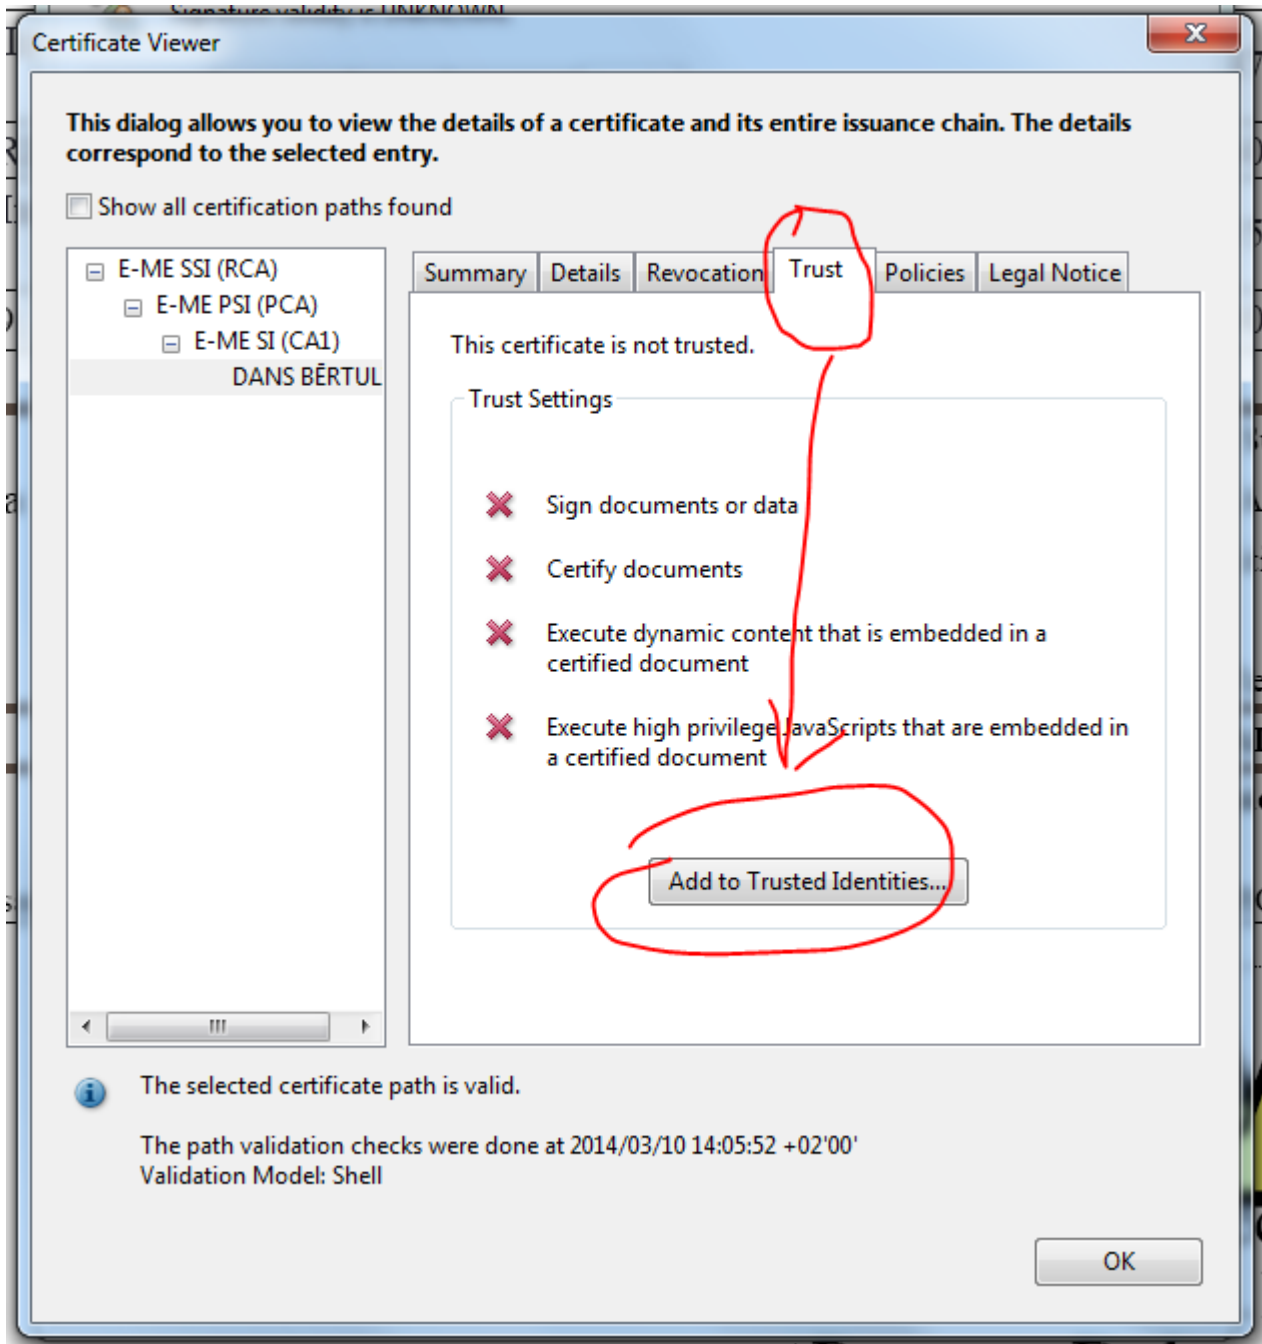 Signature validity is UNKNOWN
Certificate Viewer
This dialog allows you to view the details of a certificate and its entire issuance chain. The details
correspond to the selected entry.
Show all certification paths found
E-ME SSI (RCA)
E-ME PSI (PCA)
E-ME SI (CA1)
DANS BĒRTUL
Summary Details Revocation Trust Policies Legal Notice
This certificate is not trusted.
Trust Settings
Sign documents or data
Certify documents
Execute dynamic content that is embedded in a
certified document
Execute high privilege JavaScripts that are embedded in
a certified document
Add to Trusted Identities...
The selected certificate path is valid.
The path validation checks were done at 2014/03/10 14:05:52 +02'00'
Validation Model: Shell
OK